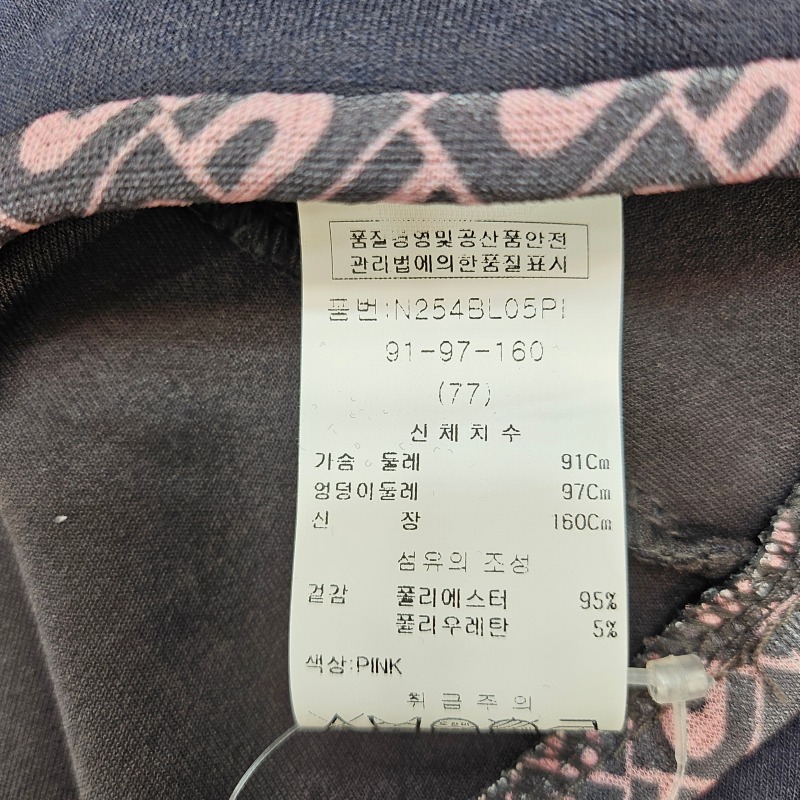 품질경영및공산품안전
관리법에의한품질표시
품번:N254BL05PI
91-97-160
(77)
신체치수
가슴 둘레 91Cm
엉덩이둘레 97Cm
신 장 160Cm
섬유의 조성
겉감 폴리에스터 95%
폴리우레탄 5%
색상:PINK
취급주의